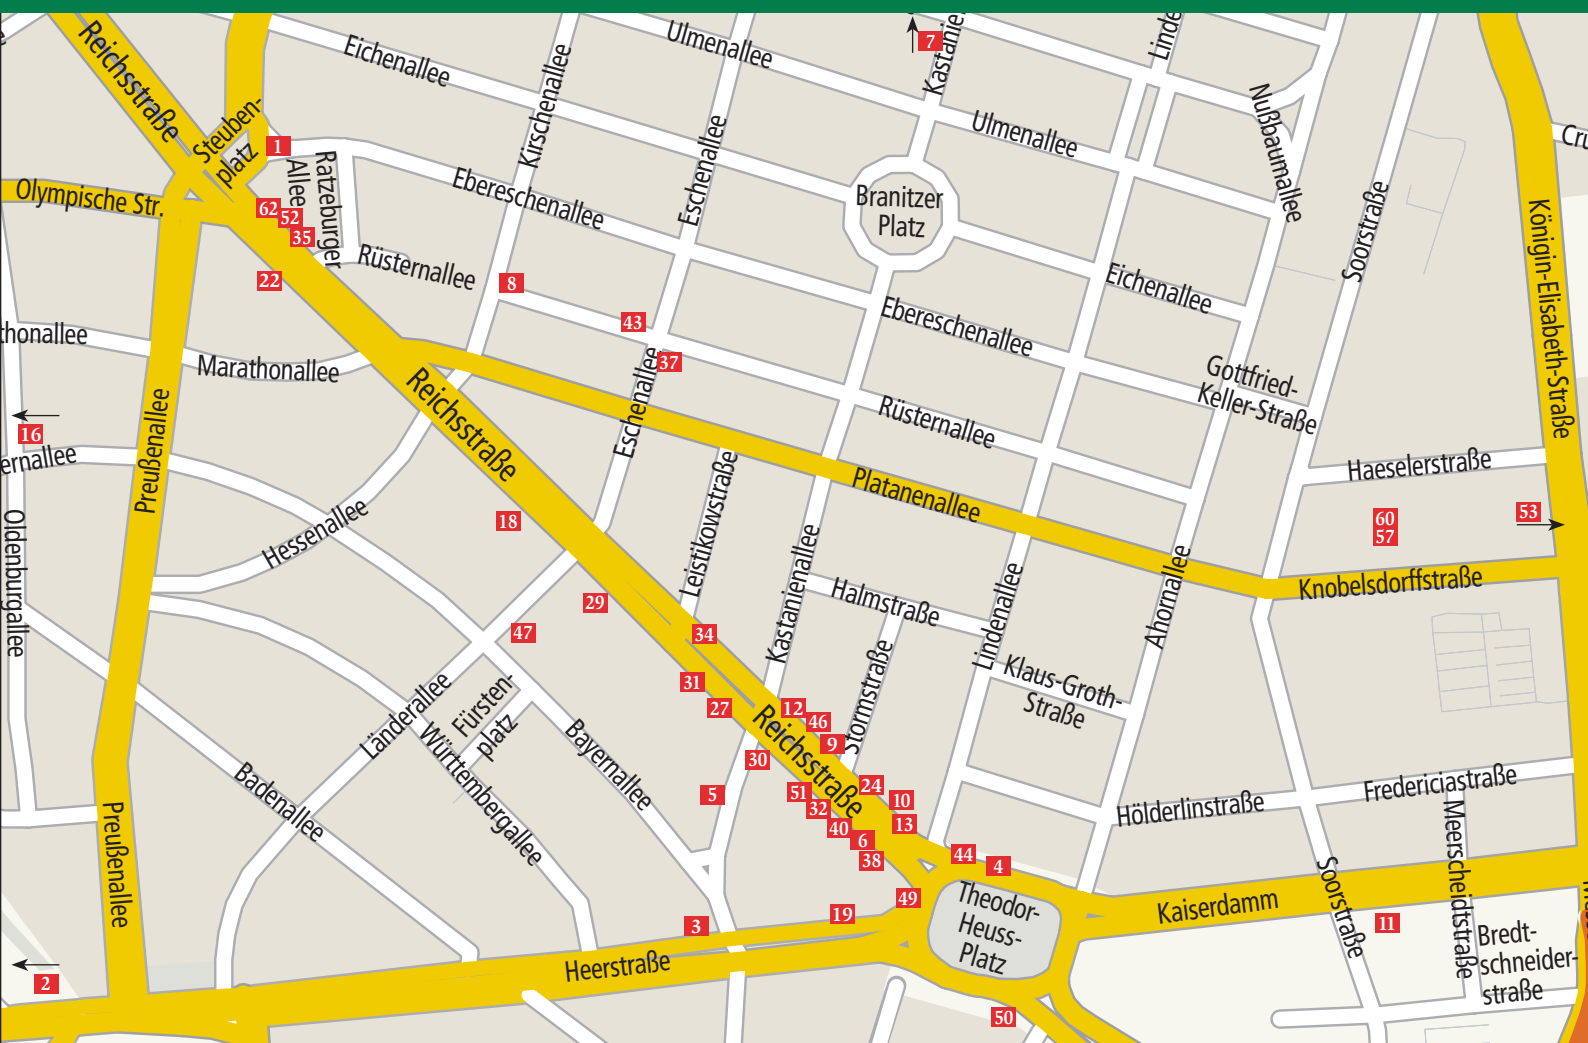 Reichsstraße
Eichenallee
Kirschenallee
Ulmenallee
7
Kastanie
Linde
Steuben-
platz
1
Ratzeburger
Allee
Ebereschenallee
Eschenallee
Branitzer
Platz
Ulmenallee
Nußbaumallee
Soorstraße
Cru
Königin-Elisabeth-Straße
Olympische Str.
62
52
35
22
Rüsternallee
8
43
37
Ebereschenallee
Eichenallee
Gottfried-
Keller-Straße
thonallee
Marathonallee
Preußenallee
Reichsstraße
Eschenallee
Rüsternallee
16
ernallee
Haeselerstraße
Platanenallee
60
57
53
Oldenburgallee
Hessenallee
18
Leistikowstraße
Kastanienallee
Halmstraße
Lindenallee
Ahornallee
Knobelsdorffstraße
29
47
34
31
27
Länderallee
Fürsten-
platz
Klaus-Groth-
Straße
Stormstraße
12
46
9
Reichsstraße
30
5
51
32
40
6
38
24
10
13
Bayernallee
Württembergallee
Badenallee
Preußenallee
Hölderlinstraße
Fredericiastraße
Meerscheidtstraße
44
4
49
19
3
Theodor-
Heuss-
Platz
Kaiserdamm
Soorstraße
11
Bredt-
schneider-
straße
Heerstraße
2
50